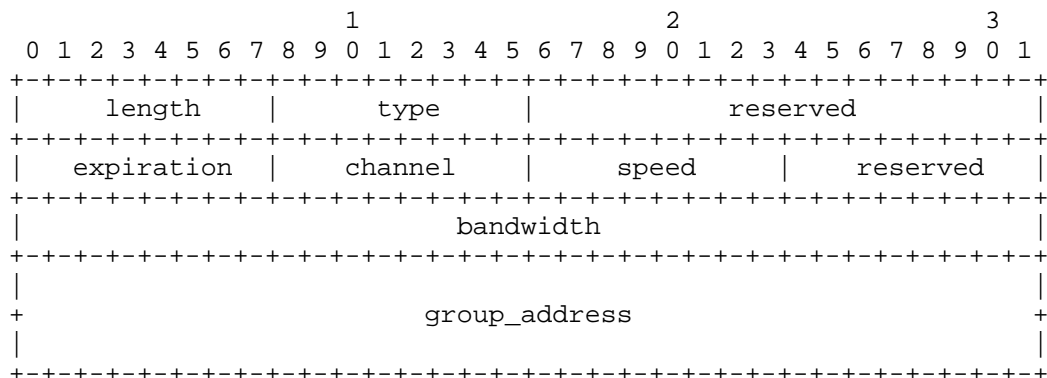 1 2 3
0 1 2 3 4 5 6 7 8 9 0 1 2 3 4 5 6 7 8 9 0 1 2 3 4 5 6 7 8 9 0 1
+-+-+-+-+-+-+-+-+-+-+-+-+-+-+-+-+-+-+-+-+-+-+-+-+-+-+-+-+-+-+-+-+
| length | type | reserved |
+-+-+-+-+-+-+-+-+-+-+-+-+-+-+-+-+-+-+-+-+-+-+-+-+-+-+-+-+-+-+-+-+
| expiration | channel | speed | reserved |
+-+-+-+-+-+-+-+-+-+-+-+-+-+-+-+-+-+-+-+-+-+-+-+-+-+-+-+-+-+-+-+-+
| bandwidth |
+-+-+-+-+-+-+-+-+-+-+-+-+-+-+-+-+-+-+-+-+-+-+-+-+-+-+-+-+-+-+-+-+
| |
+ group_address +
| |
+-+-+-+-+-+-+-+-+-+-+-+-+-+-+-+-+-+-+-+-+-+-+-+-+-+-+-+-+-+-+-+-+